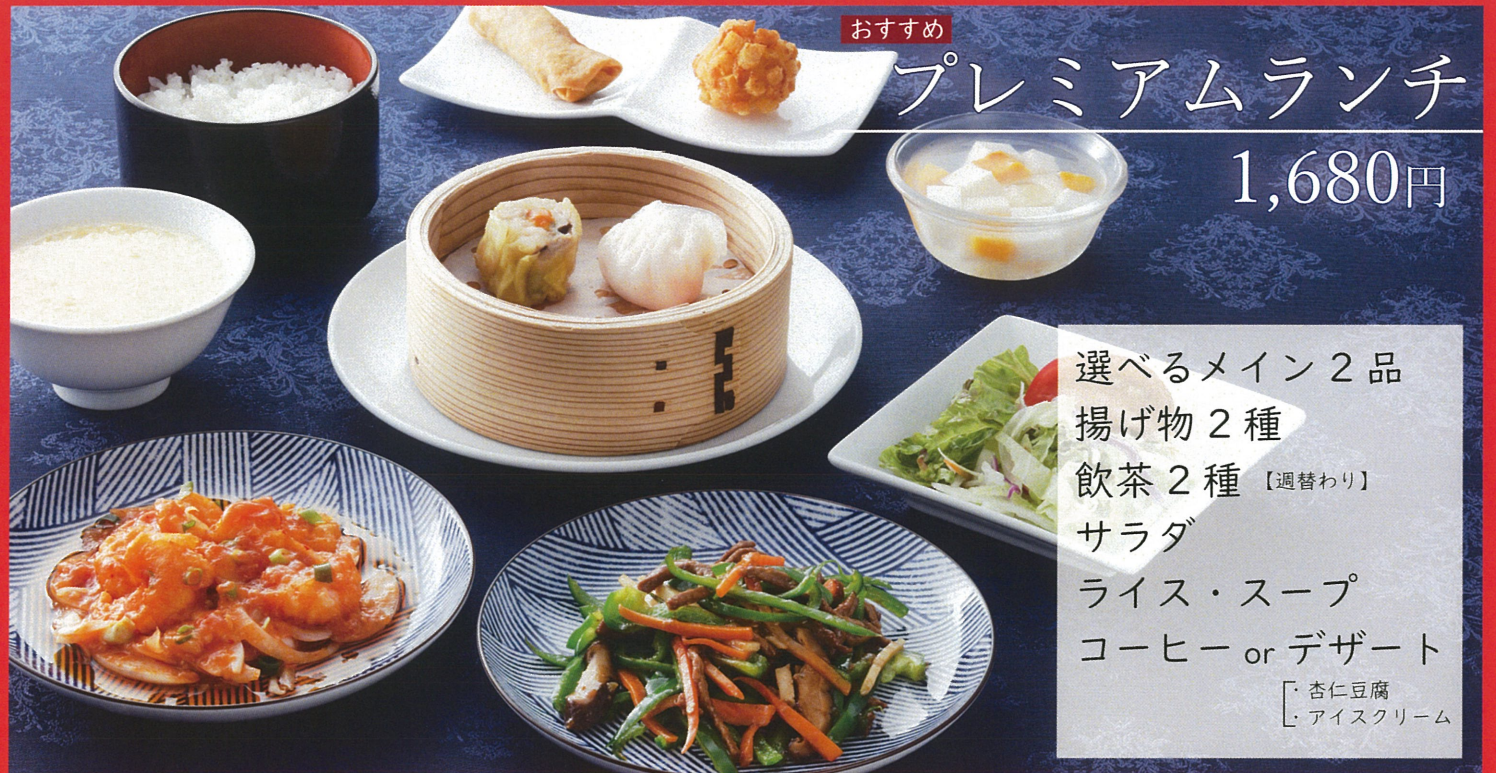 おすすめ
プレミアムランチ
1,680円
選べるメイン2品
揚げ物2種
飲茶2種【週替わり】
サラダ
ライス・スープ
コーヒー or デザート
・杏仁豆腐
・アイスクリーム